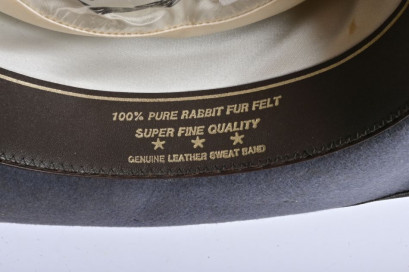 100% PURE RABBIT FUR FELT
SUPER FINE QUALITY
GENUINE LEATHER SWEAT BAND